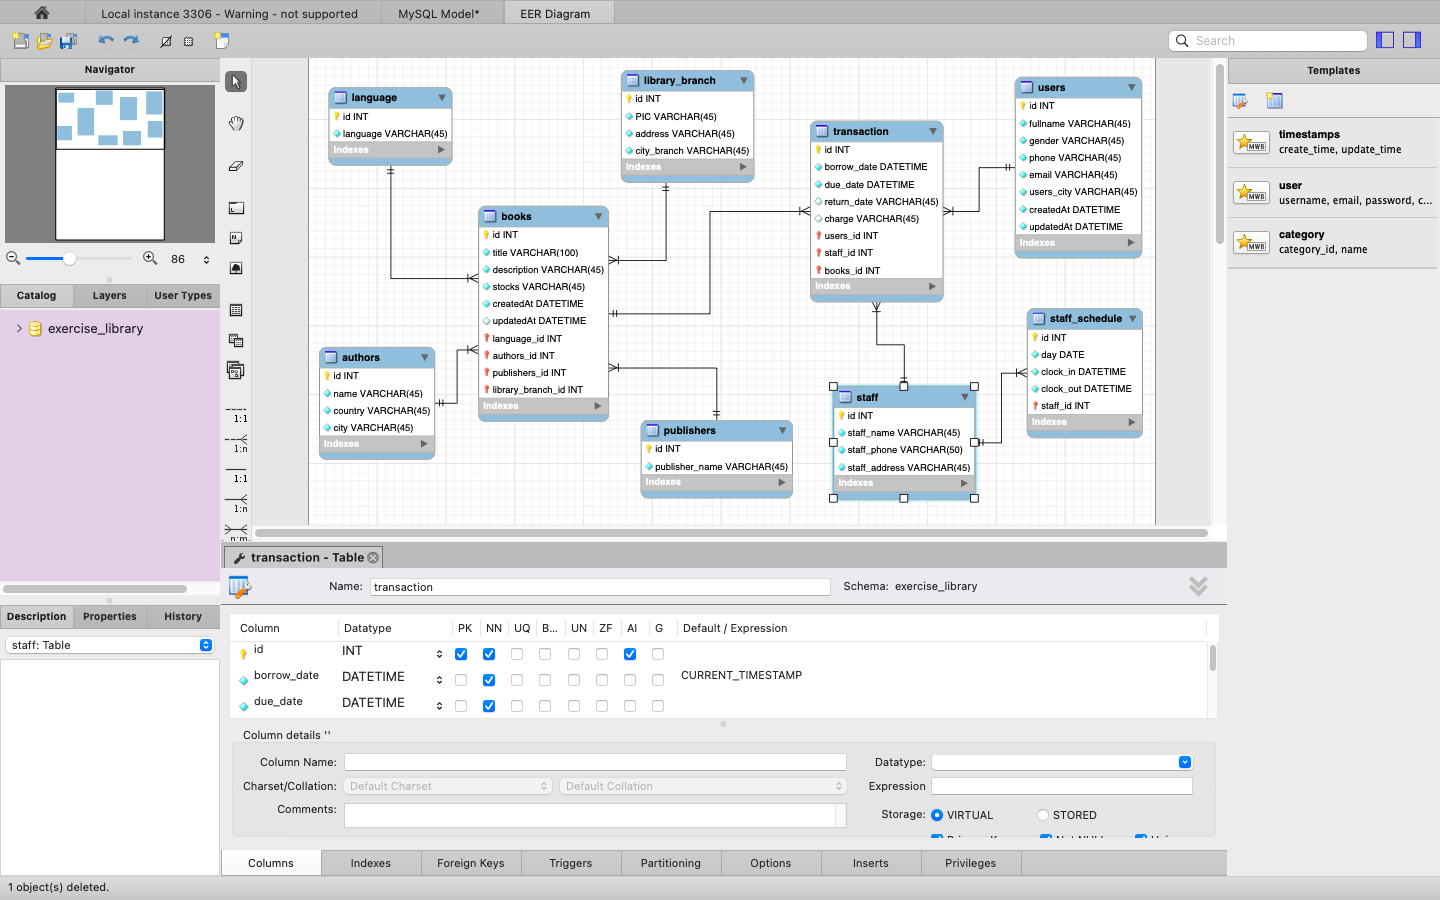 Local instance 3306 - Warning - not supported
MySQL Model*
EER Diagram
Search
Navigator
86
Catalog
Layers
User Types
exercise_library
Description
Properties
History
staff: Table
1:1
1:n
1:1
1:n
n:m
language
id INT
language VARCHAR(45)
Indexes
library_branch
id INT
PIC VARCHAR(45)
address VARCHAR(45)
city_branch VARCHAR(45)
Indexes
transaction
id INT
borrow_date DATETIME
due_date DATETIME
return_date VARCHAR(45)
charge VARCHAR(45)
users_id INT
staff_id INT
books_id INT
Indexes
users
id INT
fullname VARCHAR(45)
gender VARCHAR(45)
phone VARCHAR(45)
email VARCHAR(45)
users_city VARCHAR(45)
createdAt DATETIME
updatedAt DATETIME
Indexes
books
id INT
title VARCHAR(100)
description VARCHAR(45)
stocks VARCHAR(45)
createdAt DATETIME
updatedAt DATETIME
language_id INT
authors_id INT
publishers_id INT
library_branch_id INT
Indexes
authors
id INT
name VARCHAR(45)
country VARCHAR(45)
city VARCHAR(45)
Indexes
publishers
id INT
publisher_name VARCHAR(45)
Indexes
staff
id INT
staff_name VARCHAR(45)
staff_phone VARCHAR(50)
staff_address VARCHAR(45)
Indexes
staff_schedule
id INT
day DATE
clock_in DATETIME
clock_out DATETIME
staff_id INT
Indexes
Templates
MWB
timestamps
create_time, update_time
MWB
user
username, email, password, c...
MWB
category
category_id, name
transaction - Table
Name: transaction
Schema: exercise_library
Column Datatype PK NN UQ B... UN ZF AI G Default / Expression
id INT
borrow_date DATETIME CURRENT_TIMESTAMP
due_date DATETIME
Column details ''
Column Name:
Datatype:
Charset/Collation: Default Charset Default Collation
Expression
Comments:
Storage: VIRTUAL STORED
Columns
Indexes
Foreign Keys
Triggers
Partitioning
Options
Inserts
Privileges
1 object(s) deleted.